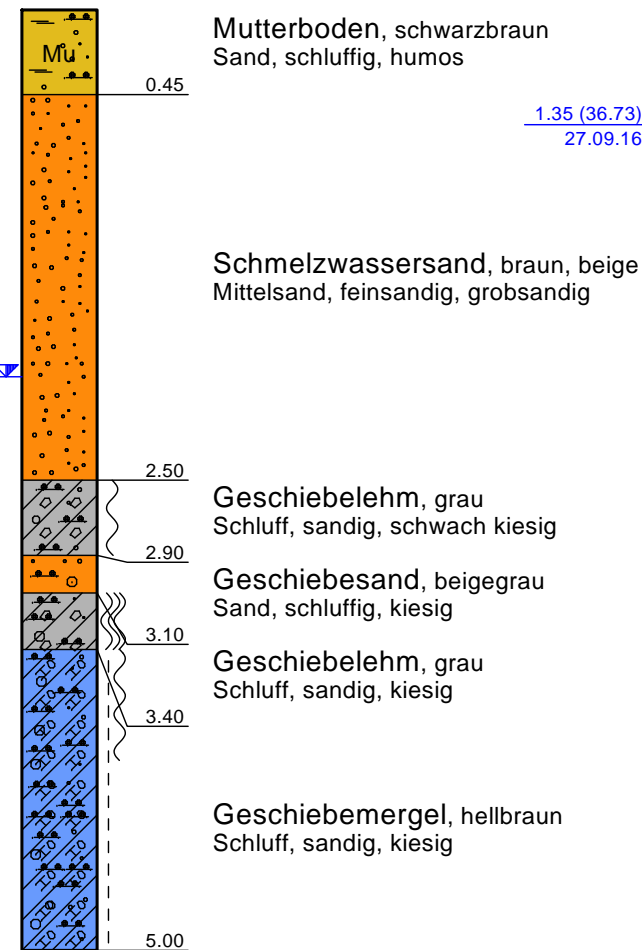 Mutterboden, schwarzbraun
Sand, schluffig, humos
Mu
0.45
1.35 (36.73)
27.09.16
Schmelzwassersand, braun, beige
Mittelsand, feinsandig, grobsandig
2.50
Geschiebelehm, grau
Schluff, sandig, schwach kiesig
2.90
Geschiebesand, beigegrau
Sand, schluffig, kiesig
3.10
Geschiebelehm, grau
Schluff, sandig, kiesig
3.40
Geschiebemergel, hellbraun
Schluff, sandig, kiesig
5.00